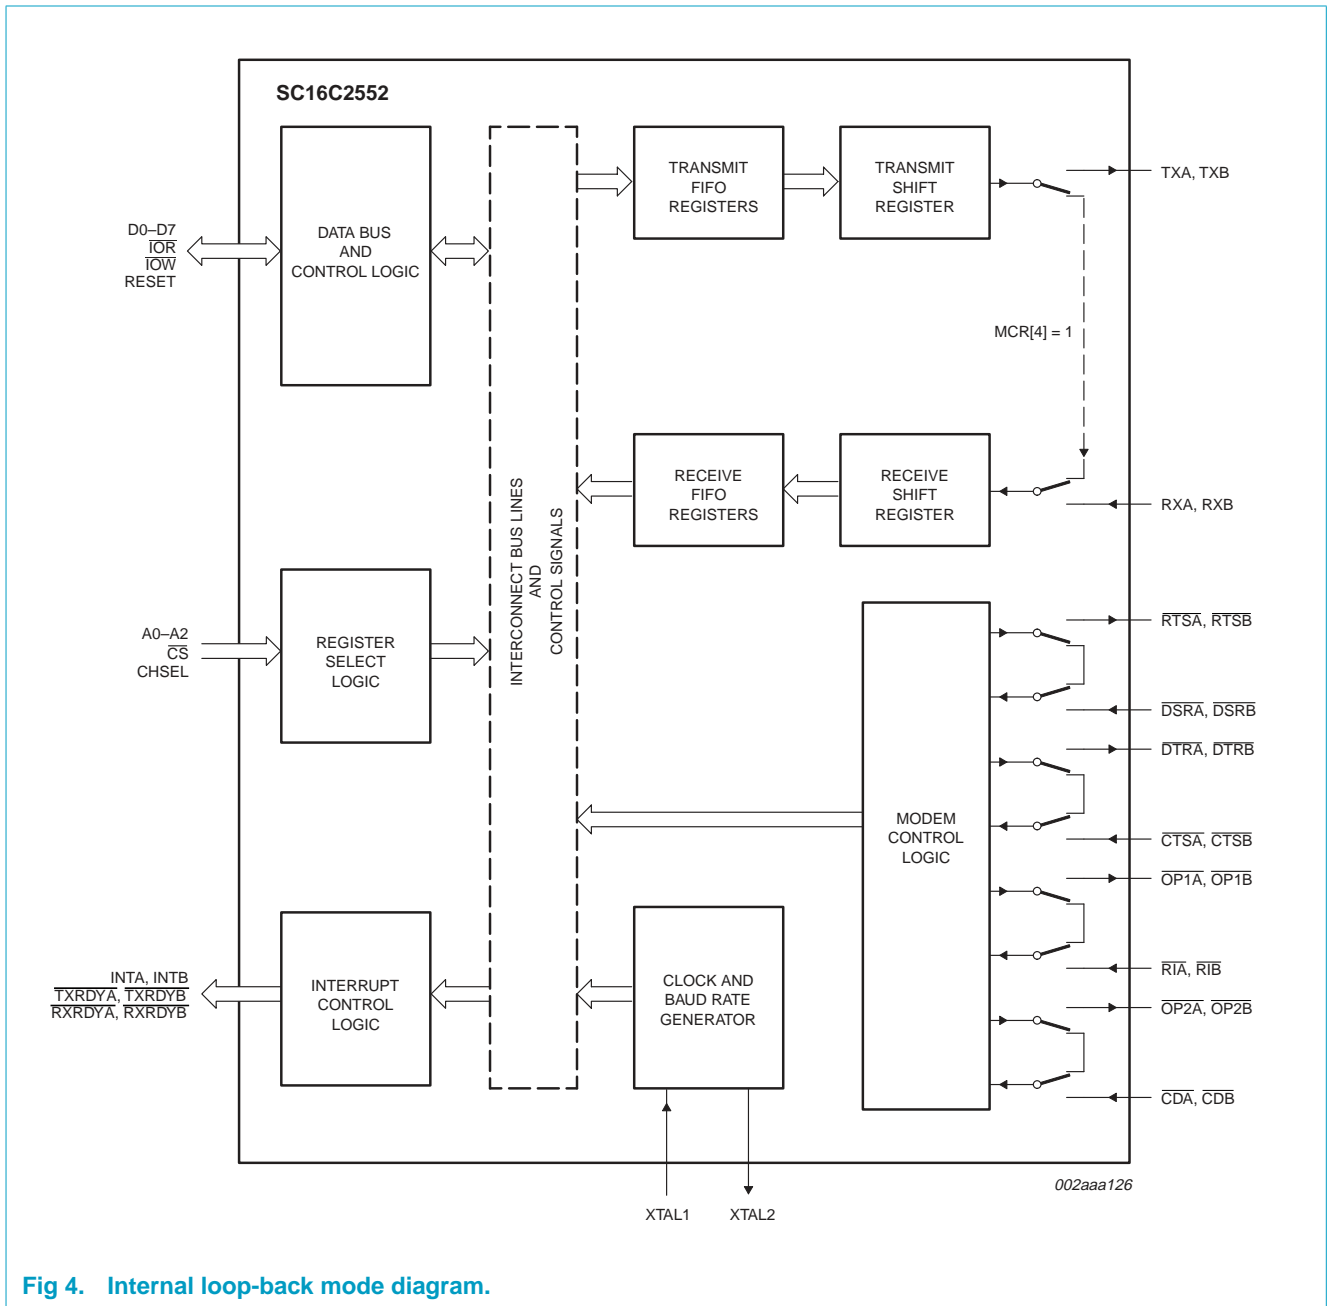 SC16C2552
D0–D7
IOR
IOW
RESET
DATA BUS
AND
CONTROL LOGIC
TRANSMIT
FIFO
REGISTERS
TRANSMIT
SHIFT
REGISTER
TXA, TXB
MCR[4] = 1
INTERCONNECT BUS LINES
AND
CONTROL SIGNALS
RECEIVE
FIFO
REGISTERS
RECEIVE
SHIFT
REGISTER
RXA, RXB
A0–A2
CS
CHSEL
REGISTER
SELECT
LOGIC
MODEM
CONTROL
LOGIC
RTSA, RTSB
DSRA, DSRB
DTRA, DTRB
CTSA, CTSB
OP1A, OP1B
RIA, RIB
OP2A, OP2B
CDA, CDB
INTA, INTB
TXRDYA, TXRDYB
RXRDYA, RXRDYB
INTERRUPT
CONTROL
LOGIC
CLOCK AND
BAUD RATE
GENERATOR
XTAL1
XTAL2
002aaa126
Fig 4. Internal loop-back mode diagram.